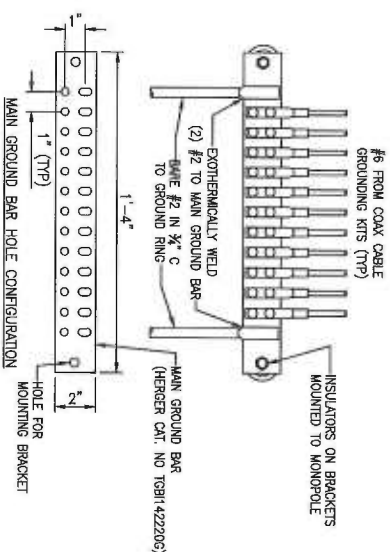 #6 FROM COAX CABLE
GROUNDING KITS (TYP)
INSULATORS ON BRACKETS
MOUNTED TO MONOPOLE
EXOTHERMICALLY WELD
(2) #2 TO MAIN GROUND BAR
BARE #2 IN ¾" C
TO GROUND RING
1'-4"
1"
1" (TYP)
2"
MAIN GROUND BAR
(HERGER CAT. NO TGBI142220G)
HOLE FOR
MOUNTING BRACKET
MAIN GROUND BAR HOLE CONFIGURATION